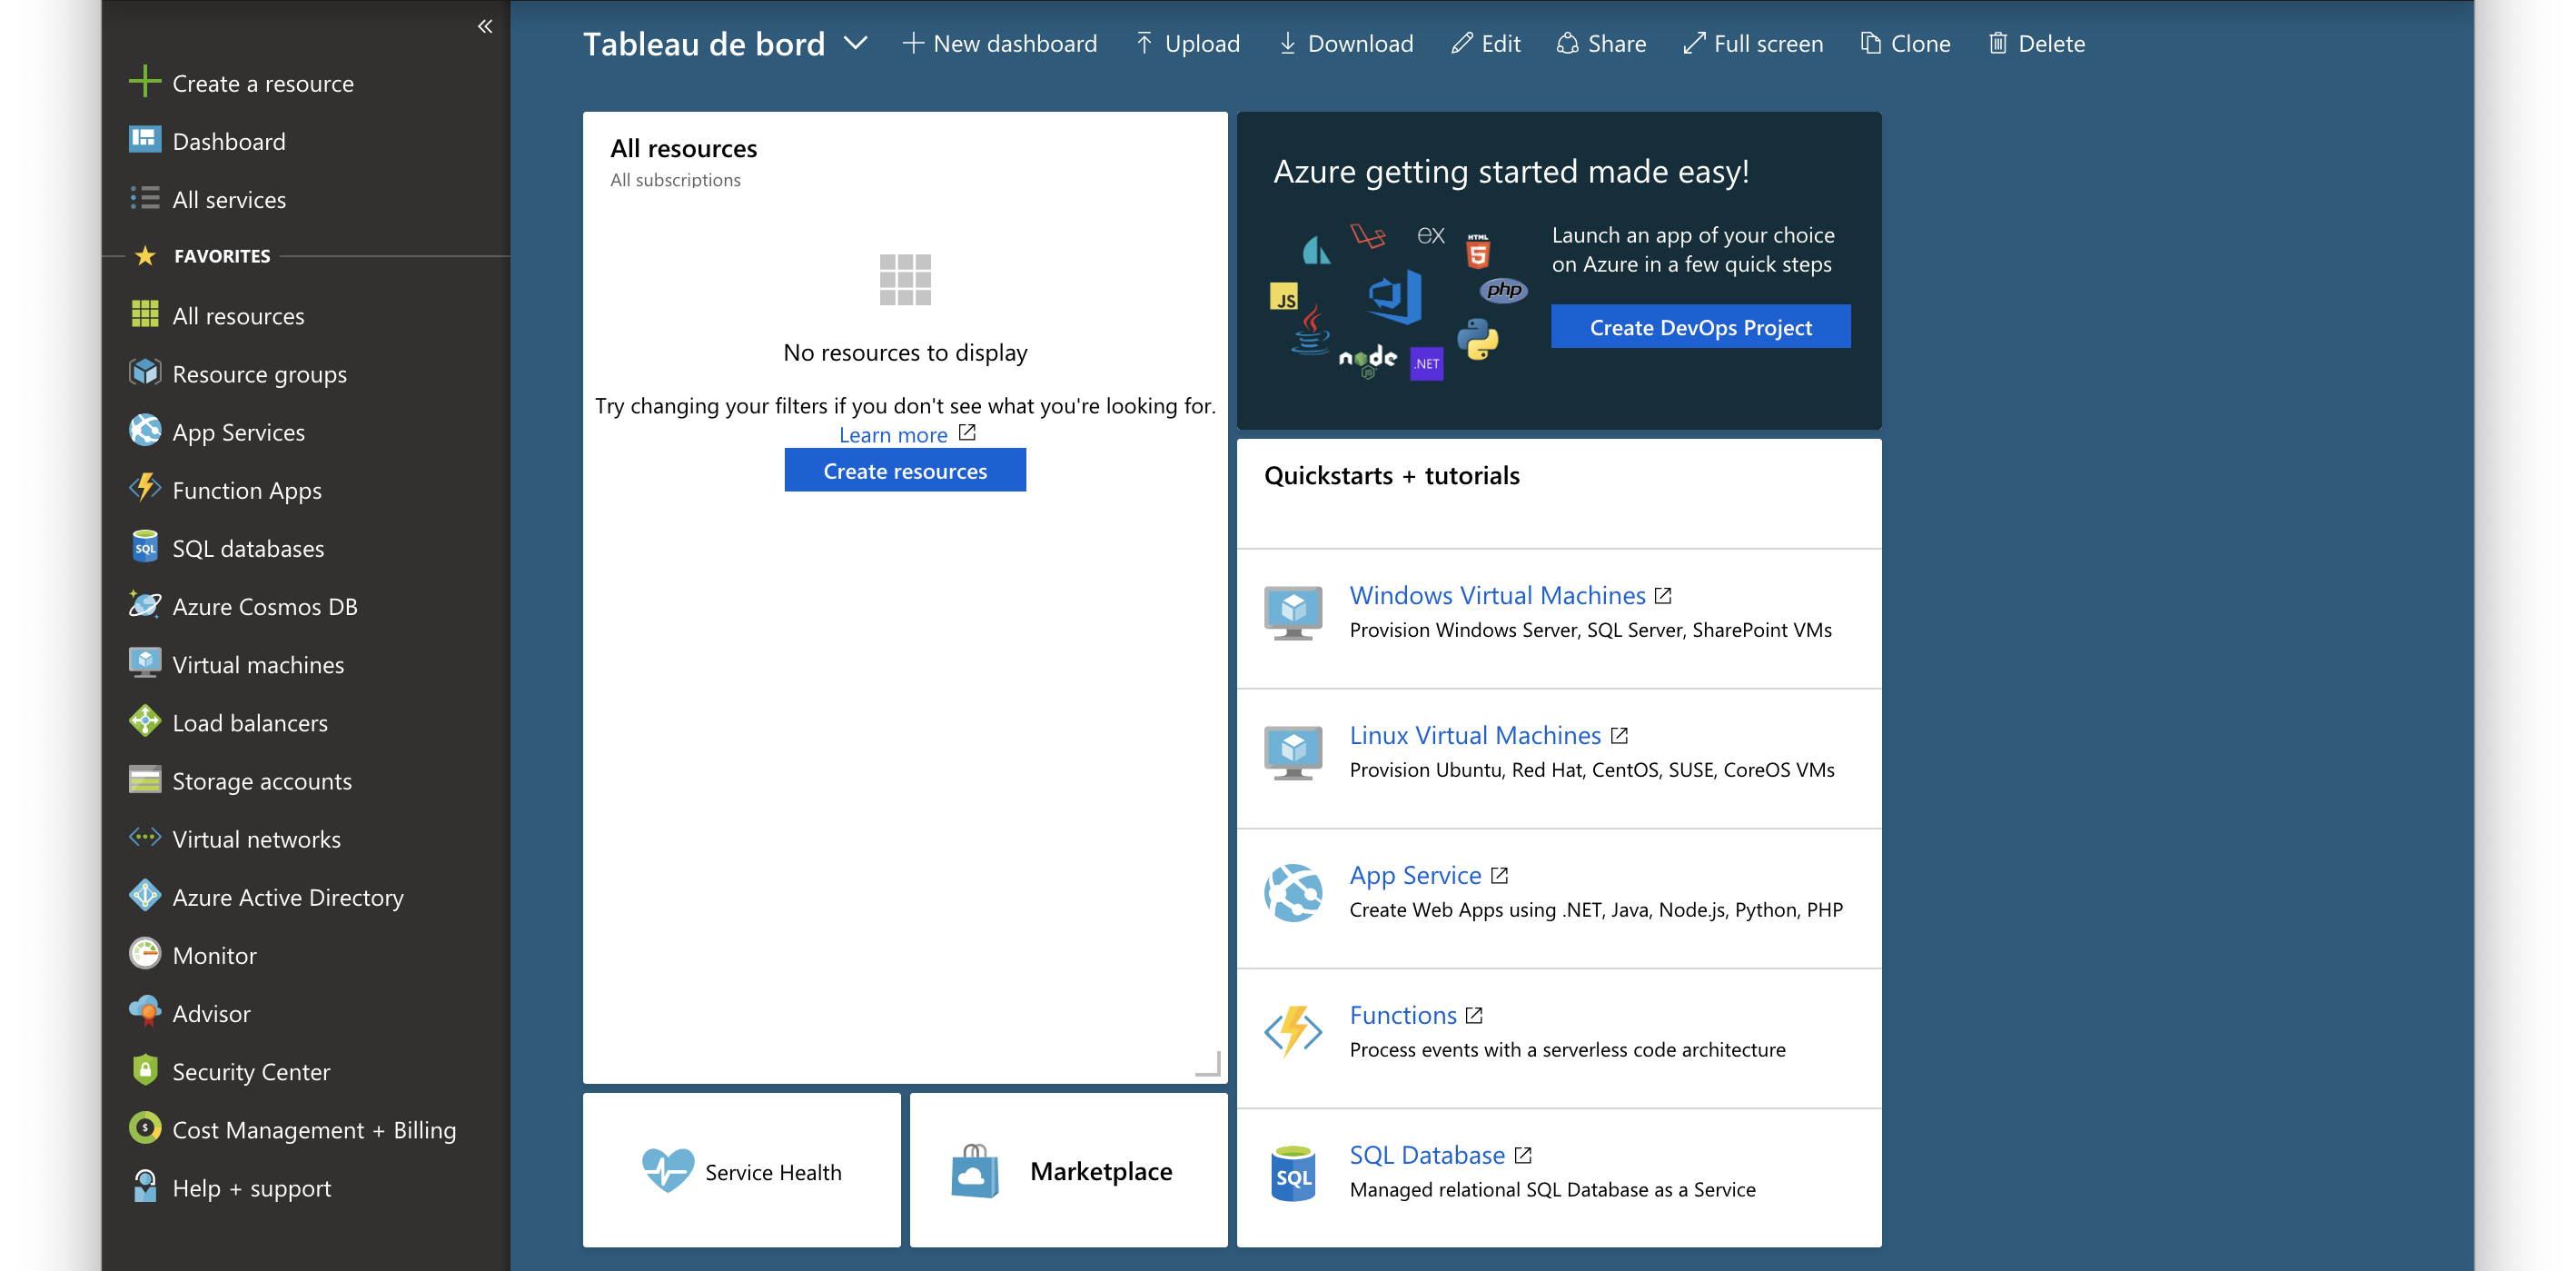 «
Create a resource
Dashboard
All services
FAVORITES
All resources
Resource groups
App Services
Function Apps
SQL
SQL databases
Azure Cosmos DB
Virtual machines
Load balancers
Storage accounts
Virtual networks
Azure Active Directory
Monitor
Advisor
Security Center
$
Cost Management + Billing
Help + support
Tableau de bord
New dashboard
Upload
Download
Edit
Share
Full screen
Clone
Delete
All resources
All subscriptions
No resources to display
Try changing your filters if you don't see what you're looking for.
Learn more
Create resources
Service Health
Marketplace
Azure getting started made easy!
ex
HTML
5
JS
php
node
JS
.NET
Launch an app of your choice
on Azure in a few quick steps
Create DevOps Project
Quickstarts + tutorials
Windows Virtual Machines
Provision Windows Server, SQL Server, SharePoint VMs
Linux Virtual Machines
Provision Ubuntu, Red Hat, CentOS, SUSE, CoreOS VMs
App Service
Create Web Apps using .NET, Java, Node.js, Python, PHP
Functions
Process events with a serverless code architecture
SQL
SQL Database
Managed relational SQL Database as a Service